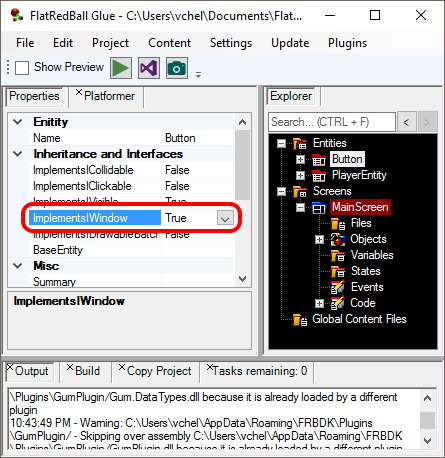 FlatRedBall Glue - C:\Users\vchel\Documents\Flat...
File Edit Project Content Settings Update Plugins
Show Preview
Properties Platformer
Entity
Name Button
Inheritance and Interfaces
ImplementsICollidable False
ImplementsIClickable False
ImplementsIVisible True
ImplementsIWindow True
ImplementsIDrawableBatch False
BaseEntity
Misc
Summary
ImplementsIWindow
Explorer
Search... (CTRL + F) < >
Entities
Button
PlayerEntity
Screens
MainScreen
Files
Objects
Variables
States
Events
Code
Global Content Files
Output Build Copy Project Tasks remaining: 0
\Plugins\GumPlugin/Gum.DataTypes.dll because it is already loaded by a different
plugin
10:43:49 PM - Warning: C:\Users\vchel\AppData\Roaming\FRBDK\Plugins
\GumPlugin/ - Skipping over assembly C:\Users\vchel\AppData\Roaming\FRBDK
\Plugins\GumPlugin/GumPlugin.dll because it is already loaded by a different plugin